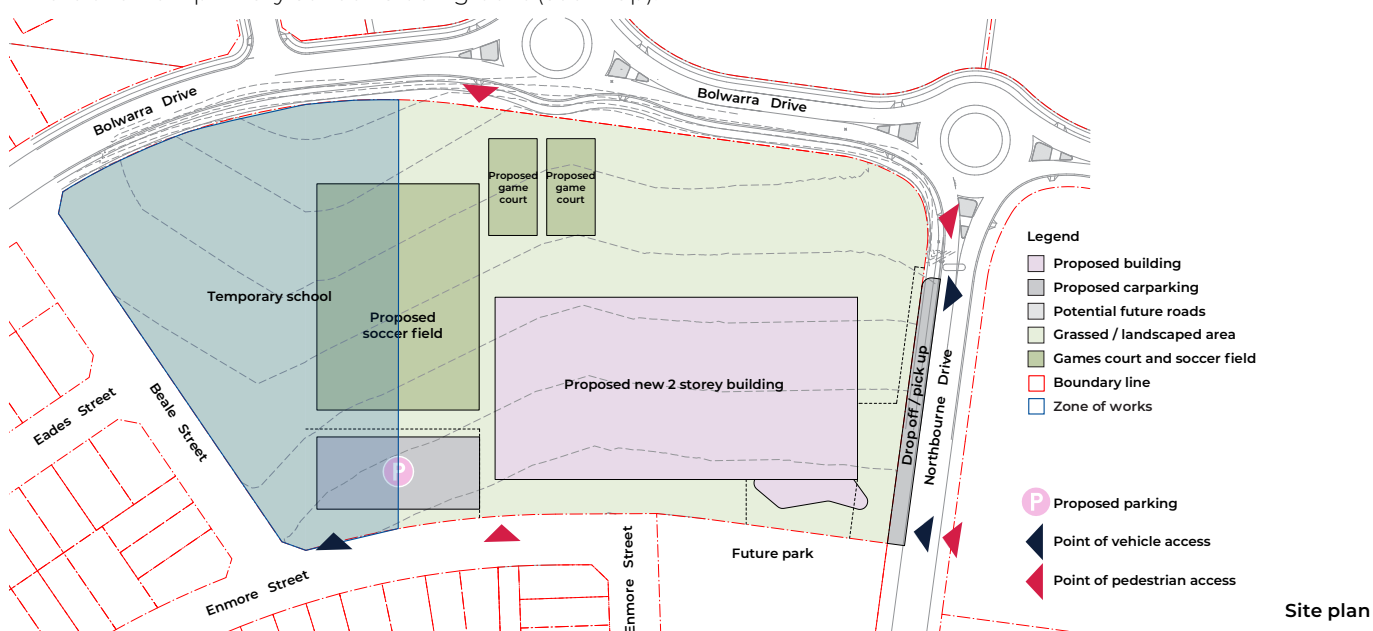 Bolwarra Drive
Bolwarra Drive
Proposed
game
court
Proposed
game
court
Temporary school
Proposed
soccer field
Proposed new 2 storey building
Drop off / pick up
Northbourne Drive
Eades Street
Beale Street
P
Enmore Street
Enmore Street
Future park
Legend
Proposed building
Proposed carparking
Potential future roads
Grassed / landscaped area
Games court and soccer field
Boundary line
Zone of works
P Proposed parking
Point of vehicle access
Point of pedestrian access
Site plan